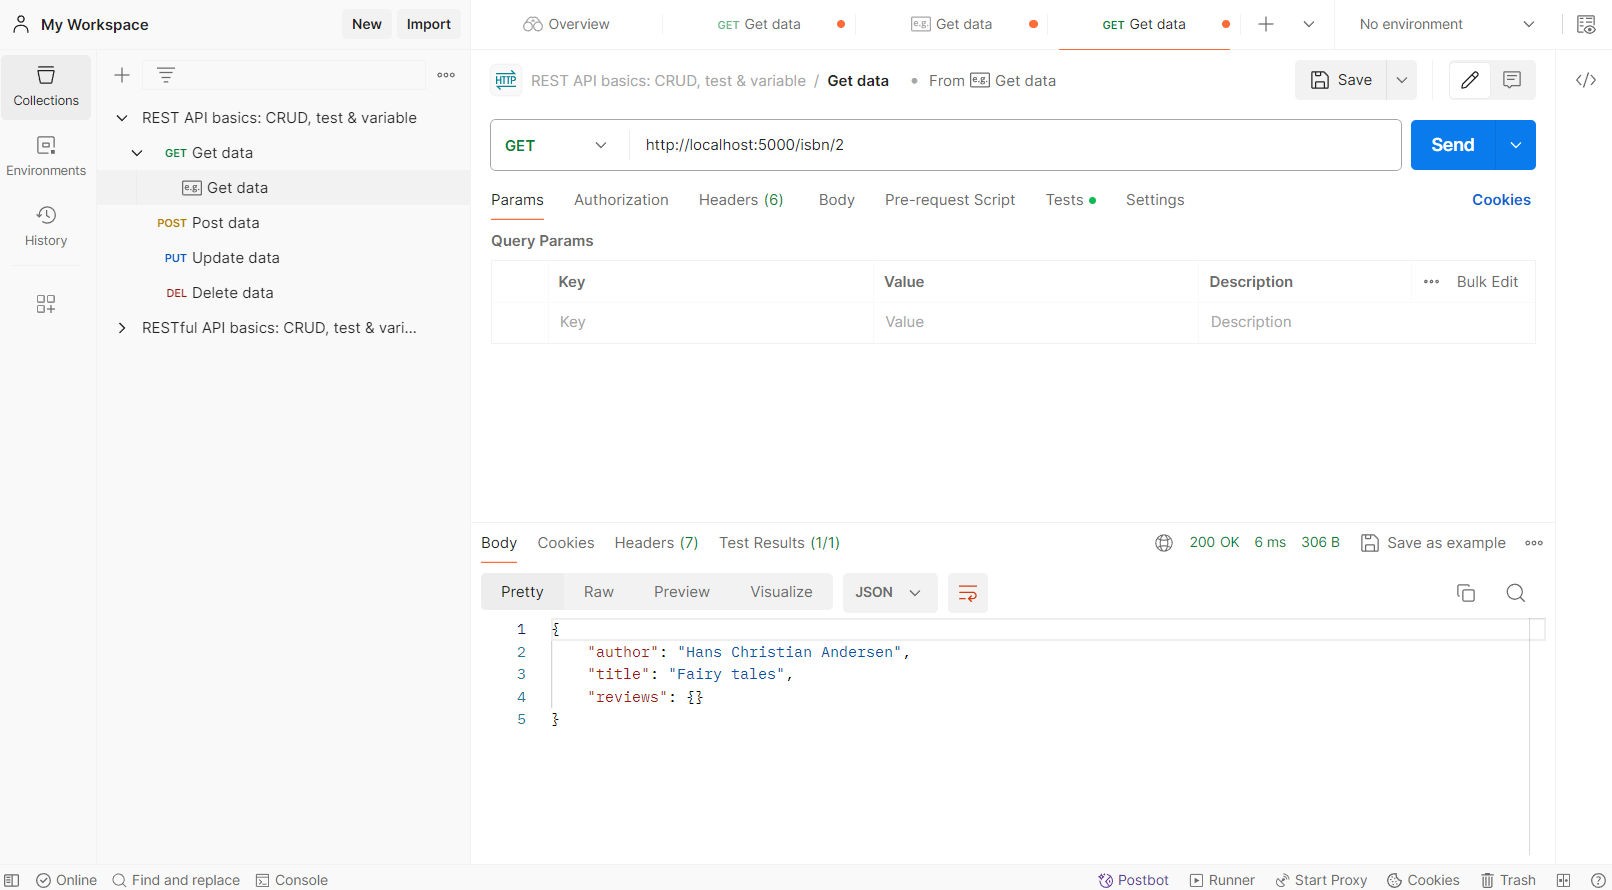 My Workspace New Import Overview GET Get data e.g. Get data GET Get data No environment
Collections
Environments
History
REST API basics: CRUD, test & variable
GET Get data
e.g. Get data
POST Post data
PUT Update data
DEL Delete data
RESTful API basics: CRUD, test & vari...
HTTP REST API basics: CRUD, test & variable / Get data From e.g. Get data Save
GET http://localhost:5000/isbn/2 Send
Params Authorization Headers (6) Body Pre-request Script Tests Settings Cookies
Query Params
Key Value Description Bulk Edit
Key Value Description
Body Cookies Headers (7) Test Results (1/1) 200 OK 6 ms 306 B Save as example
Pretty Raw Preview Visualize JSON
1 {
2 "author": "Hans Christian Andersen",
3 "title": "Fairy tales",
4 "reviews": {}
5 }
Online Find and replace Console Postbot Runner Start Proxy Cookies Trash